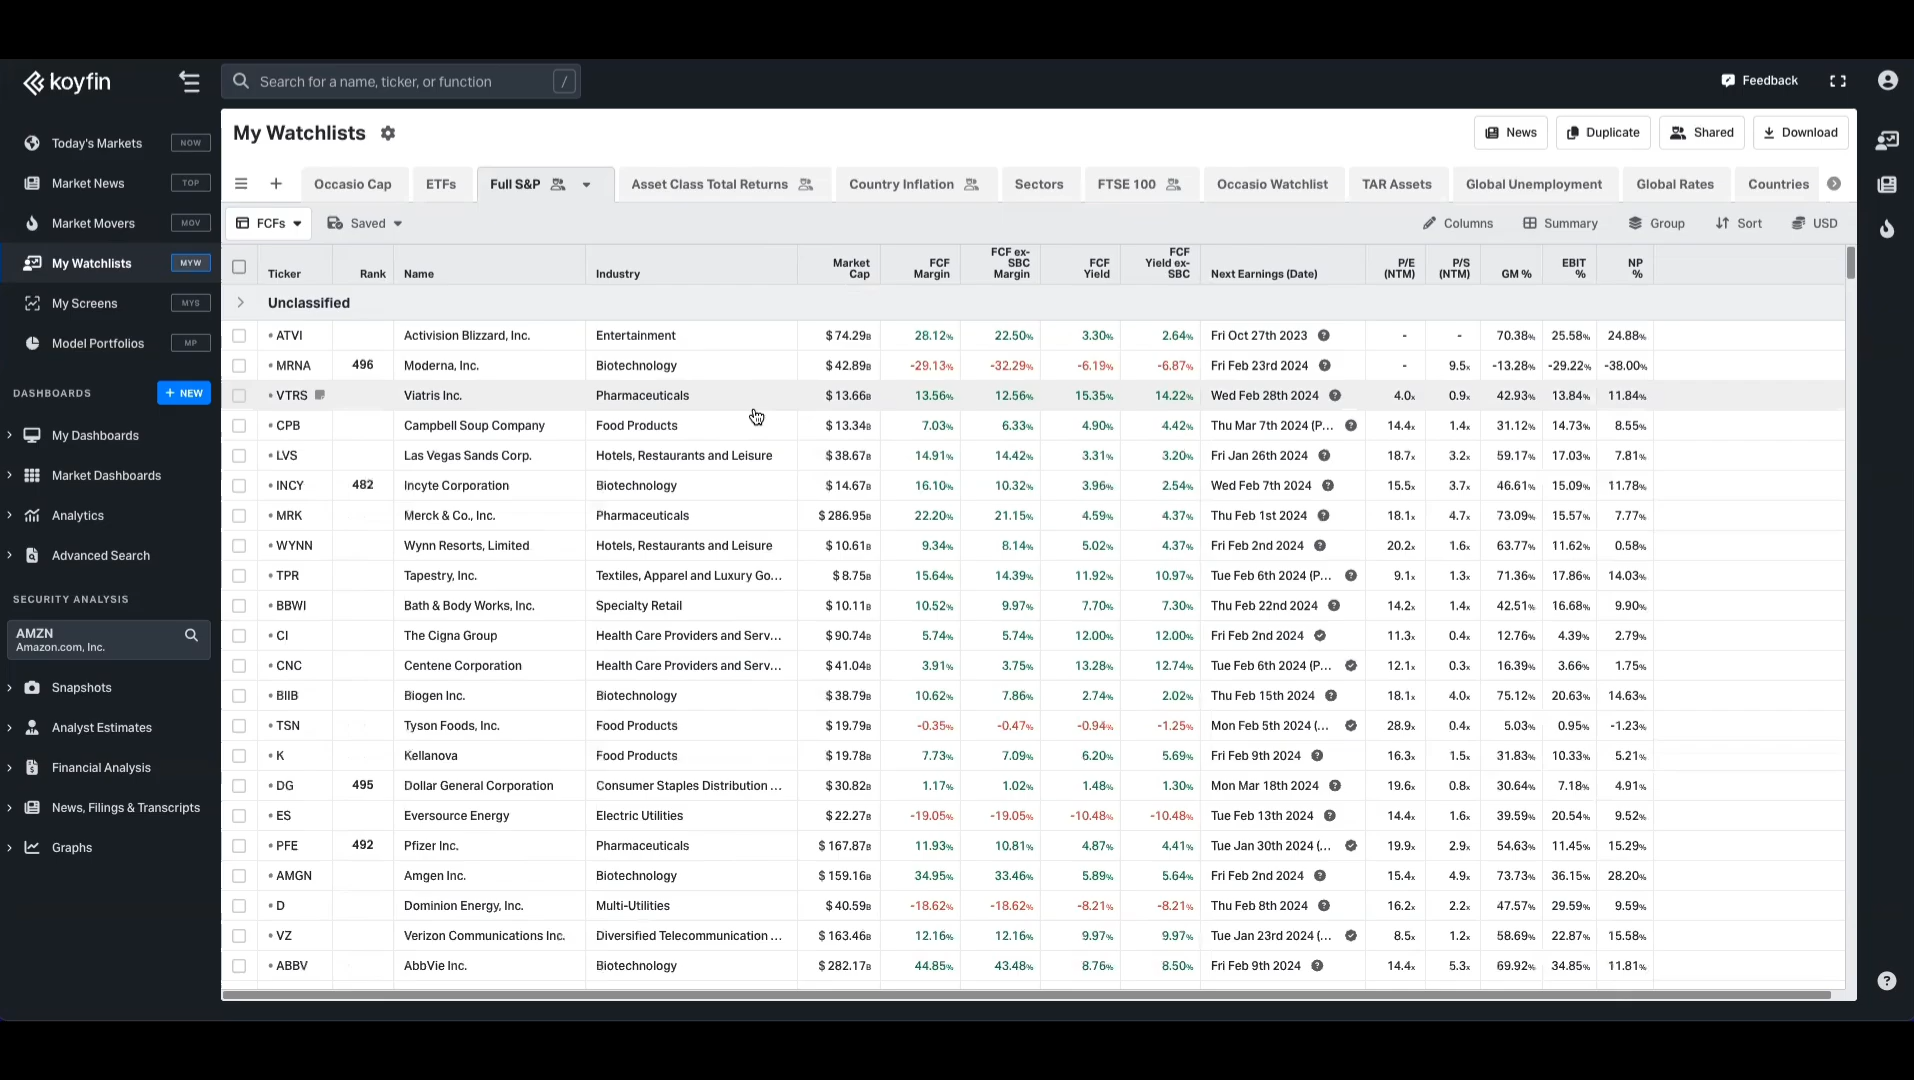 koyfin
Search for a name, ticker, or function /
Feedback
Today's Markets NOW
Market News TOP
Market Movers MOV
My Watchlists MYW
My Screens MYS
Model Portfolios MP
DASHBOARDS + NEW
My Dashboards
Market Dashboards
Analytics
Advanced Search
SECURITY ANALYSIS
AMZN
Amazon.com, Inc.
Snapshots
Analyst Estimates
Financial Analysis
News, Filings & Transcripts
Graphs
My Watchlists
News Duplicate Shared Download
Occasio Cap ETFs Full S&P Asset Class Total Returns Country Inflation Sectors FTSE 100 Occasio Watchlist TAR Assets Global Unemployment Global Rates Countries
FCFs Saved Columns Summary Group Sort USD
Ticker Rank Name Industry Market Cap FCF Margin FCF ex-SBC Margin FCF Yield FCF Yield ex-SBC Next Earnings (Date) P/E (NTM) P/S (NTM) GM % EBIT % NP %
Unclassified
ATVI Activision Blizzard, Inc. Entertainment $ 74.29B 28.12% 22.50% 3.30% 2.64% Fri Oct 27th 2023 ? - - 70.38% 25.58% 24.88%
MRNA 496 Moderna, Inc. Biotechnology $ 42.89B -29.13% -32.29% -6.19% -6.87% Fri Feb 23rd 2024 ? - 9.5x -13.28% -29.22% -38.00%
VTRS Viatris Inc. Pharmaceuticals $ 13.66B 13.56% 12.56% 15.35% 14.22% Wed Feb 28th 2024 ? 4.0x 0.9x 42.93% 13.84% 11.84%
CPB Campbell Soup Company Food Products $ 13.34B 7.03% 6.33% 4.90% 4.42% Thu Mar 7th 2024 (P... ? 14.4x 1.4x 31.12% 14.73% 8.55%
LVS Las Vegas Sands Corp. Hotels, Restaurants and Leisure $ 38.67B 14.91% 14.42% 3.31% 3.20% Fri Jan 26th 2024 ? 18.7x 3.2x 59.17% 17.03% 7.81%
INCY 482 Incyte Corporation Biotechnology $ 14.67B 16.10% 10.32% 3.96% 2.54% Wed Feb 7th 2024 ? 15.5x 3.7x 46.61% 15.09% 11.78%
MRK Merck & Co., Inc. Pharmaceuticals $ 286.95B 22.20% 21.15% 4.59% 4.37% Thu Feb 1st 2024 ? 18.1x 4.7x 73.09% 15.57% 7.77%
WYNN Wynn Resorts, Limited Hotels, Restaurants and Leisure $ 10.61B 9.34% 8.14% 5.02% 4.37% Fri Feb 2nd 2024 ? 20.2x 1.6x 63.77% 11.62% 0.58%
TPR Tapestry, Inc. Textiles, Apparel and Luxury Go... $ 8.75B 15.64% 14.39% 11.92% 10.97% Tue Feb 6th 2024 (P... ? 9.1x 1.3x 71.36% 17.86% 14.03%
BBWI Bath & Body Works, Inc. Specialty Retail $ 10.11B 10.52% 9.97% 7.70% 7.30% Thu Feb 22nd 2024 ? 14.2x 1.4x 42.51% 16.68% 9.90%
CI The Cigna Group Health Care Providers and Serv... $ 90.74B 5.74% 5.74% 12.00% 12.00% Fri Feb 2nd 2024 11.3x 0.4x 12.76% 4.39% 2.79%
CNC Centene Corporation Health Care Providers and Serv... $ 41.04B 3.91% 3.75% 13.28% 12.74% Tue Feb 6th 2024 (P... 12.1x 0.3x 16.39% 3.66% 1.75%
BIIB Biogen Inc. Biotechnology $ 38.79B 10.62% 7.86% 2.74% 2.02% Thu Feb 15th 2024 ? 18.1x 4.0x 75.12% 20.63% 14.63%
TSN Tyson Foods, Inc. Food Products $ 19.79B -0.35% -0.47% -0.94% -1.25% Mon Feb 5th 2024 (... 28.9x 0.4x 5.03% 0.95% -1.23%
K Kellanova Food Products $ 19.78B 7.73% 7.09% 6.20% 5.69% Fri Feb 9th 2024 ? 16.3x 1.5x 31.83% 10.33% 5.21%
DG 495 Dollar General Corporation Consumer Staples Distribution ... $ 30.82B 1.17% 1.02% 1.48% 1.30% Mon Mar 18th 2024 ? 19.6x 0.8x 30.64% 7.18% 4.91%
ES Eversource Energy Electric Utilities $ 22.27B -19.05% -19.05% -10.48% -10.48% Tue Feb 13th 2024 ? 14.4x 1.6x 39.59% 20.54% 9.52%
PFE 492 Pfizer Inc. Pharmaceuticals $ 167.87B 11.93% 10.81% 4.87% 4.41% Tue Jan 30th 2024 (... 19.9x 2.9x 54.63% 11.45% 15.29%
AMGN Amgen Inc. Biotechnology $ 159.16B 34.95% 33.46% 5.89% 5.64% Fri Feb 2nd 2024 ? 15.4x 4.9x 73.73% 36.15% 28.20%
D Dominion Energy, Inc. Multi-Utilities $ 40.59B -18.62% -18.62% -8.21% -8.21% Thu Feb 8th 2024 ? 16.2x 2.2x 47.57% 29.59% 9.59%
VZ Verizon Communications Inc. Diversified Telecommunication ... $ 163.46B 12.16% 12.16% 9.97% 9.97% Tue Jan 23rd 2024 (... 8.5x 1.2x 58.69% 22.87% 15.58%
ABBV AbbVie Inc. Biotechnology $ 282.17B 44.85% 43.48% 8.76% 8.50% Fri Feb 9th 2024 ? 14.4x 5.3x 69.92% 34.85% 11.81%
?